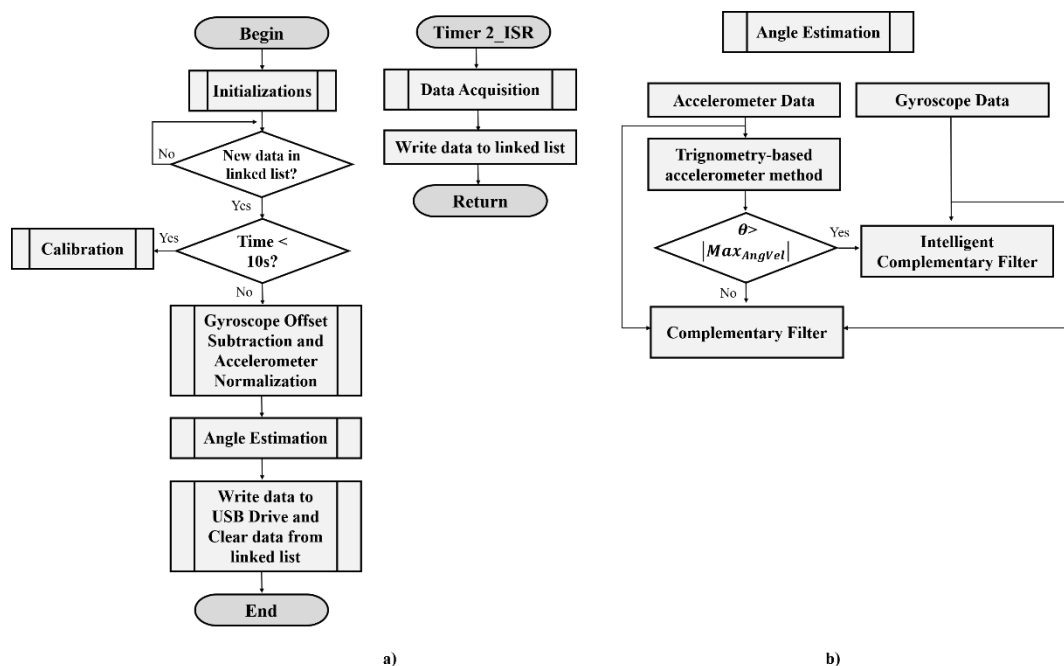 Begin
Initializations
No
New data in
linked list?
Yes
Time <
10s?
Yes
Calibration
No
Gyroscope Offset
Subtraction and
Accelerometer
Normalization
Angle Estimation
Write data to
USB Drive and
Clear data from
linked list
End
Timer 2_ISR
Data Acquisition
Write data to linked list
Return
a)
Angle Estimation
Accelerometer Data
Gyroscope Data
Trignometry-based
accelerometer method
θ>
|Max_AngVel|
Yes
Intelligent
Complementary Filter
No
Complementary Filter
b)